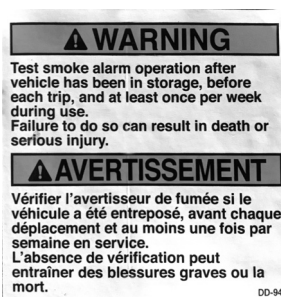 WARNING
Test smoke alarm operation after
vehicle has been in storage, before
each trip, and at least once per week
during use.
Failure to do so can result in death or
serious injury.
AVERTISSEMENT
Vérifier l'avertisseur de fumée si le
véhicule a été entreposé, avant chaque
déplacement et au moins une fois par
semaine en service.
L'absence de vérification peut
entraîner des blessures graves ou la
mort.
DD-94